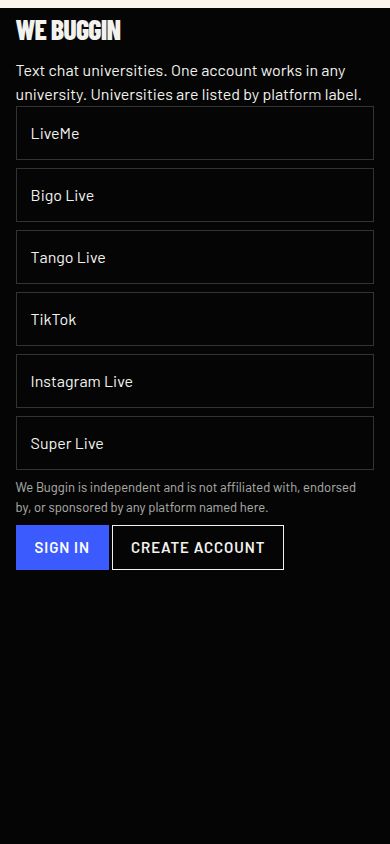 WE BUGGIN
Text chat universities. One account works in any
university. Universities are listed by platform label.
LiveMe
Bigo Live
Tango Live
TikTok
Instagram Live
Super Live
We Buggin is independent and is not affiliated with, endorsed
by, or sponsored by any platform named here.
SIGN IN
CREATE ACCOUNT